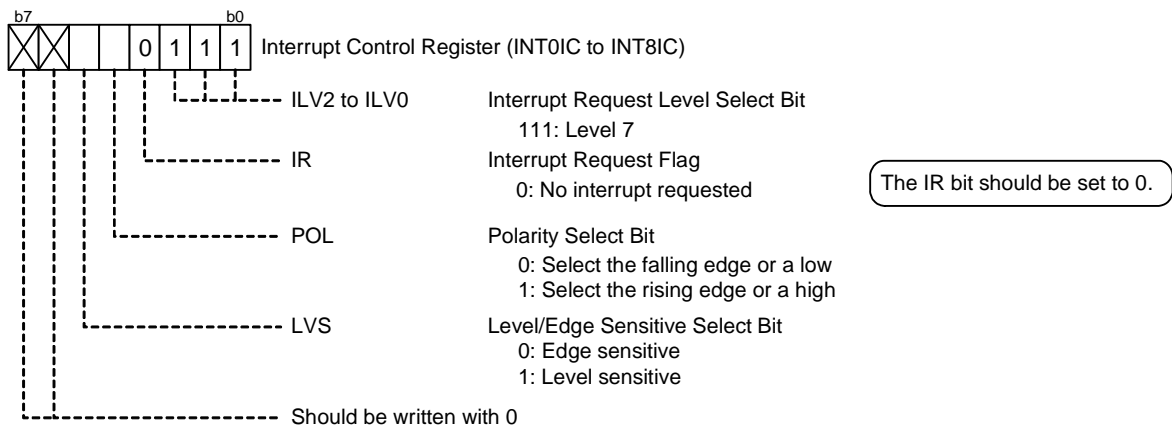 b7 b0
0 1 1 1 Interrupt Control Register (INT0IC to INT8IC)
ILV2 to ILV0 Interrupt Request Level Select Bit
111: Level 7
IR Interrupt Request Flag
0: No interrupt requested
The IR bit should be set to 0.
POL Polarity Select Bit
0: Select the falling edge or a low
1: Select the rising edge or a high
LVS Level/Edge Sensitive Select Bit
0: Edge sensitive
1: Level sensitive
Should be written with 0